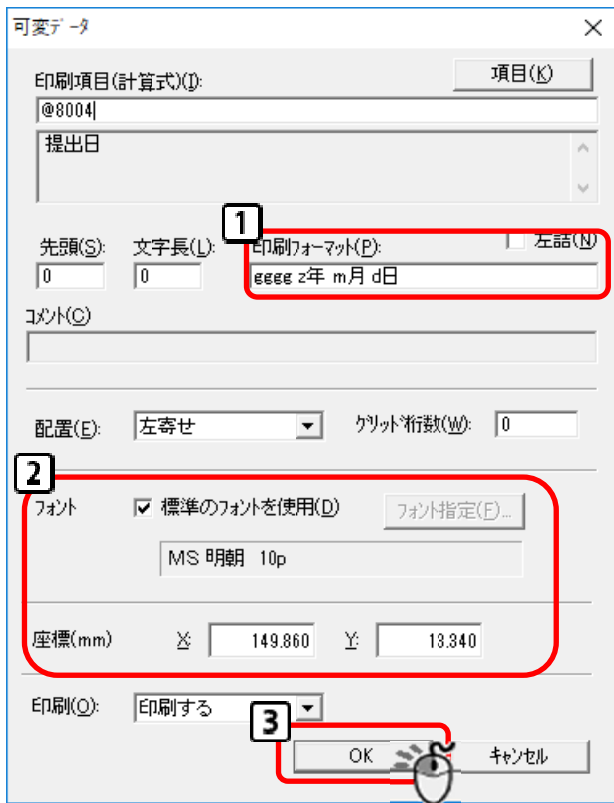 可変データ
印刷項目(計算式)(I):
項目(K)
@8004
提出日
1
先頭(S):
文字長(L):
印刷フォーマット(P):
左詰(N)
0
0
gggg z年 m月 d日
コメント(C)
配置(E):
左寄せ
グリッド桁数(W):
0
2
フォント
標準のフォントを使用(D)
フォント指定(F)...
MS 明朝 10p
座標(mm)
X:
149.860
Y:
13.340
印刷(O):
印刷する
3
OK
キャンセル